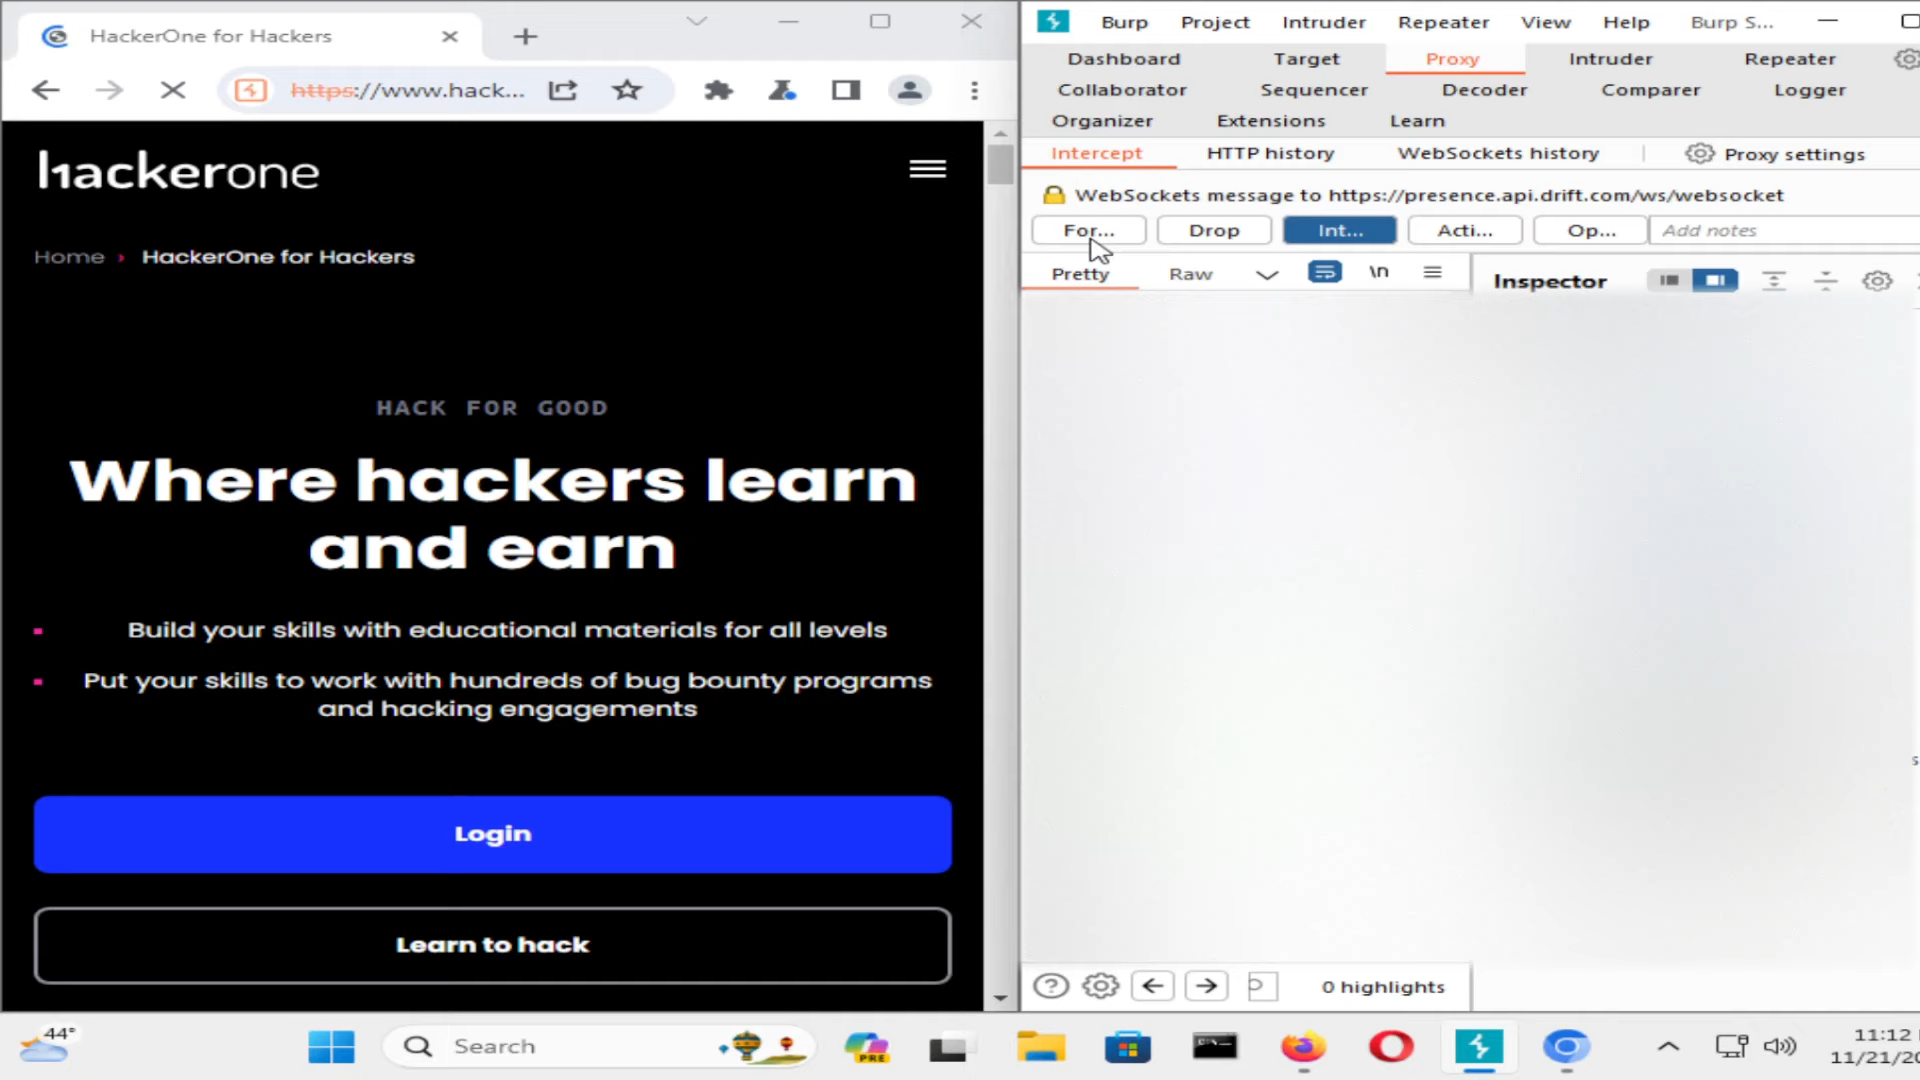 HackerOne for Hackers
https://www.hack...
hackerone
Home › HackerOne for Hackers
HACK FOR GOOD
Where hackers learn
and earn
Build your skills with educational materials for all levels
Put your skills to work with hundreds of bug bounty programs
and hacking engagements
Login
Learn to hack
Burp Project Intruder Repeater View Help Burp S...
Dashboard Target Proxy Intruder Repeater
Collaborator Sequencer Decoder Comparer Logger
Organizer Extensions Learn
Intercept HTTP history WebSockets history Proxy settings
WebSockets message to https://presence.api.drift.com/ws/websocket
For... Drop Int... Acti... Op... Add notes
Pretty Raw \n Inspector
0 highlights
44°
Search
PRE
11:12
11/21/20